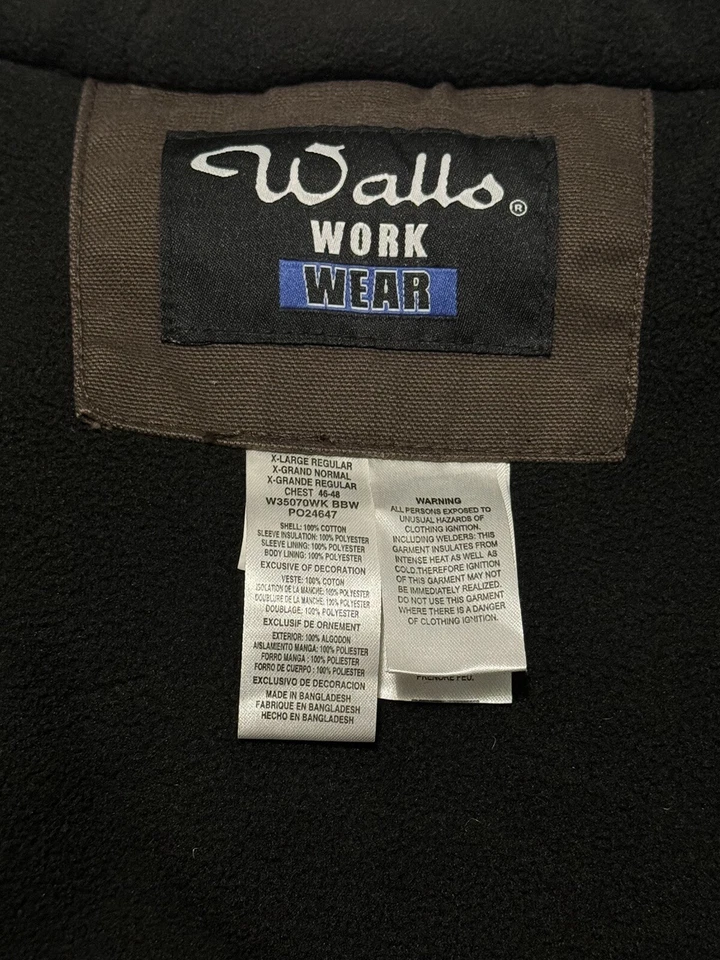 Walls®
WORK
WEAR
X-LARGE REGULAR
X-GRAND NORMAL
X-GRANDE REGULAR
CHEST 46-48
W35070WK BBW
PO24647
SHELL: 100% COTTON
SLEEVE INSULATION: 100% POLYESTER
SLEEVE LINING: 100% POLYESTER
BODY LINING: 100% POLYESTER
EXCUSIVE OF DECORATION
VESTE: 100% COTON
ISOLATION DE LA MANCHE: 100% POLYESTER
DOUBLURE DE LA MANCHE: 100% POLYESTER
DOUBLAGE: 100% POLYESTER
EXCLUSIF DE ORNEMENT
EXTERIOR: 100% ALGODON
AISLAMIENTO MANGA: 100% POLIESTER
FORRO MANGA : 100% POLIESTER
FORRO DE CUERPO : 100% POLIESTER
EXCLUSIVO DE DECORACION
MADE IN BANGLADESH
FABRIQUE EN BANGLADESH
HECHO EN BANGLADESH
WARNING
ALL PERSONS EXPOSED TO
UNUSUAL HAZARDS OF
CLOTHING IGNITION.
INCLUDING WELDERS: THIS
GARMENT INSULATES FROM
INTENSE HEAT AS WELL AS
COLD.THEREFORE IGNITION
OF THIS GARMENT MAY NOT
BE IMMEDIATELY REALIZED.
DO NOT USE THIS GARMENT
WHERE THERE IS A DANGER
OF CLOTHING IGNITION.
PRENDRE FEU.